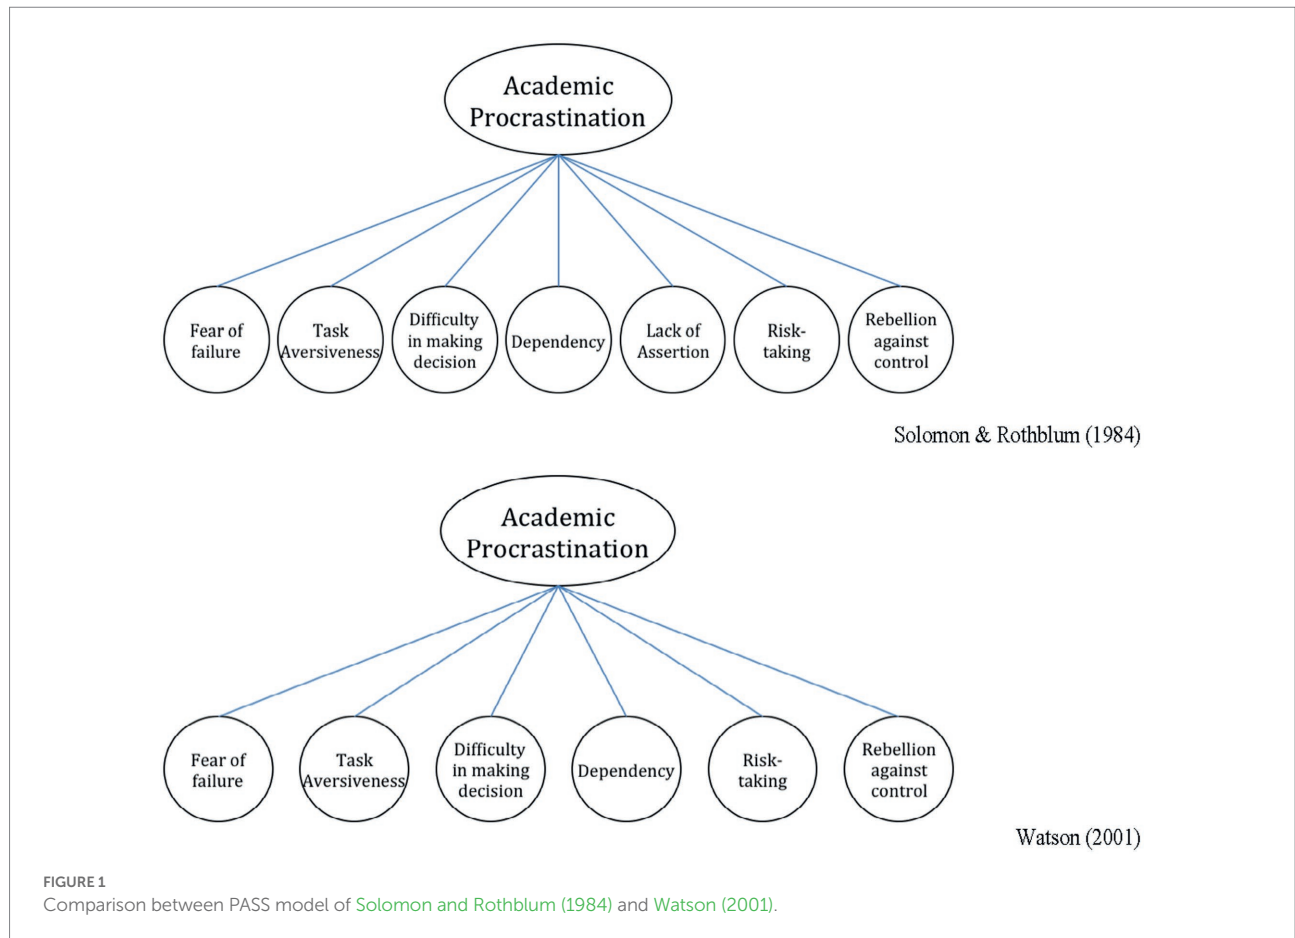 Academic
Procrastination
Fear of
failure
Task
Aversiveness
Difficulty
in making
decision
Dependency
Lack of
Assertion
Risk-
taking
Rebellion
against
control
Solomon & Rothblum (1984)
Academic
Procrastination
Fear of
failure
Task
Aversiveness
Difficulty
in making
decision
Dependency
Risk-
taking
Rebellion
against
control
Watson (2001)
FIGURE 1
Comparison between PASS model of Solomon and Rothblum (1984) and Watson (2001).